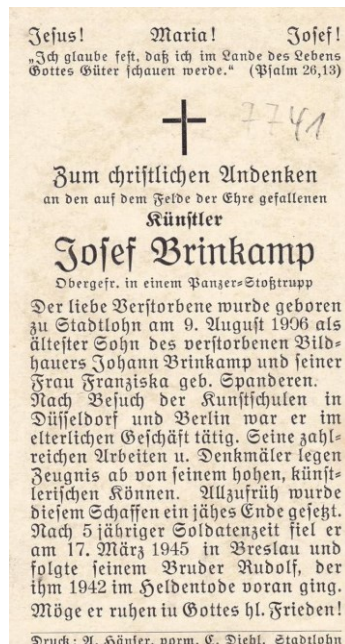 Jesus! Maria! Josef!
„Ich glaube fest, daß ich im Lande des Lebens
Gottes Güter schauen werde.“ (Psalm 26,13)
7741
Zum christlichen Andenken
an den auf dem Felde der Ehre gefallenen
Künstler
Josef Brinkamp
Obergefr. in einem Panzer-Stoßtrupp
Der liebe Verstorbene wurde geboren
zu Stadtlohn am 9. August 1906 als
ältester Sohn des verstorbenen Bild-
hauers Johann Brinkamp und seiner
Frau Franziska geb. Spanderen.
Nach Besuch der Kunstschulen in
Düsseldorf und Berlin war er im
elterlichen Geschäft tätig. Seine zahl-
reichen Arbeiten u. Denkmäler legen
Zeugnis ab von seinem hohen, künst-
lerischen Können. Allzufrüh wurde
diesem Schaffen ein jähes Ende gesetzt.
Nach 5 jähriger Soldatenzeit fiel er
am 17. März 1945 in Breslau und
folgte seinem Bruder Rudolf, der
ihm 1942 im Heldentode voran ging.
Möge er ruhen iu Gottes hl. Frieden!
Druck: A. Hüüfer, vorm. C. Diehl, Stadtlohn